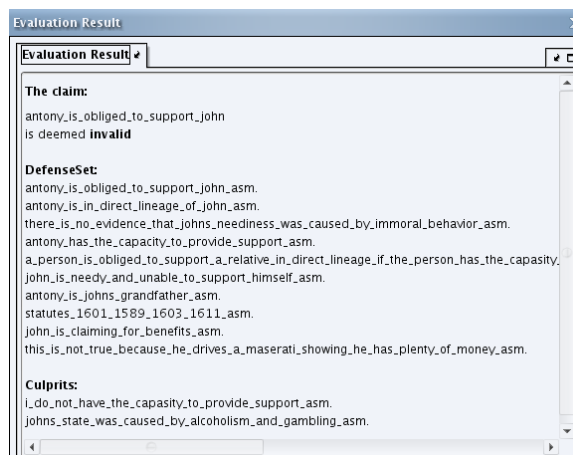 Evaluation Result
Evaluation Result
The claim:
antony_is_obliged_to_support_john
is deemed invalid
DefenseSet:
antony_is_obliged_to_support_john_asm.
antony_is_in_direct_lineage_of_john_asm.
there_is_no_evidence_that_johns_neediness_was_caused_by_immoral_behavior_asm.
antony_has_the_capacity_to_provide_support_asm.
a_person_is_obliged_to_support_a_relative_in_direct_lineage_if_the_person_has_the_capasity_
john_is_needy_and_unable_to_support_himself_asm.
antony_is_johns_grandfather_asm.
statutes_1601_1589_1603_1611_asm.
john_is_claiming_for_benefits_asm.
this_is_not_true_because_he_drives_a_maserati_showing_he_has_plenty_of_money_asm.
Culprits:
i_do_not_have_the_capacity_to_provide_support_asm.
johns_state_was_caused_by_alcoholism_and_gambling_asm.